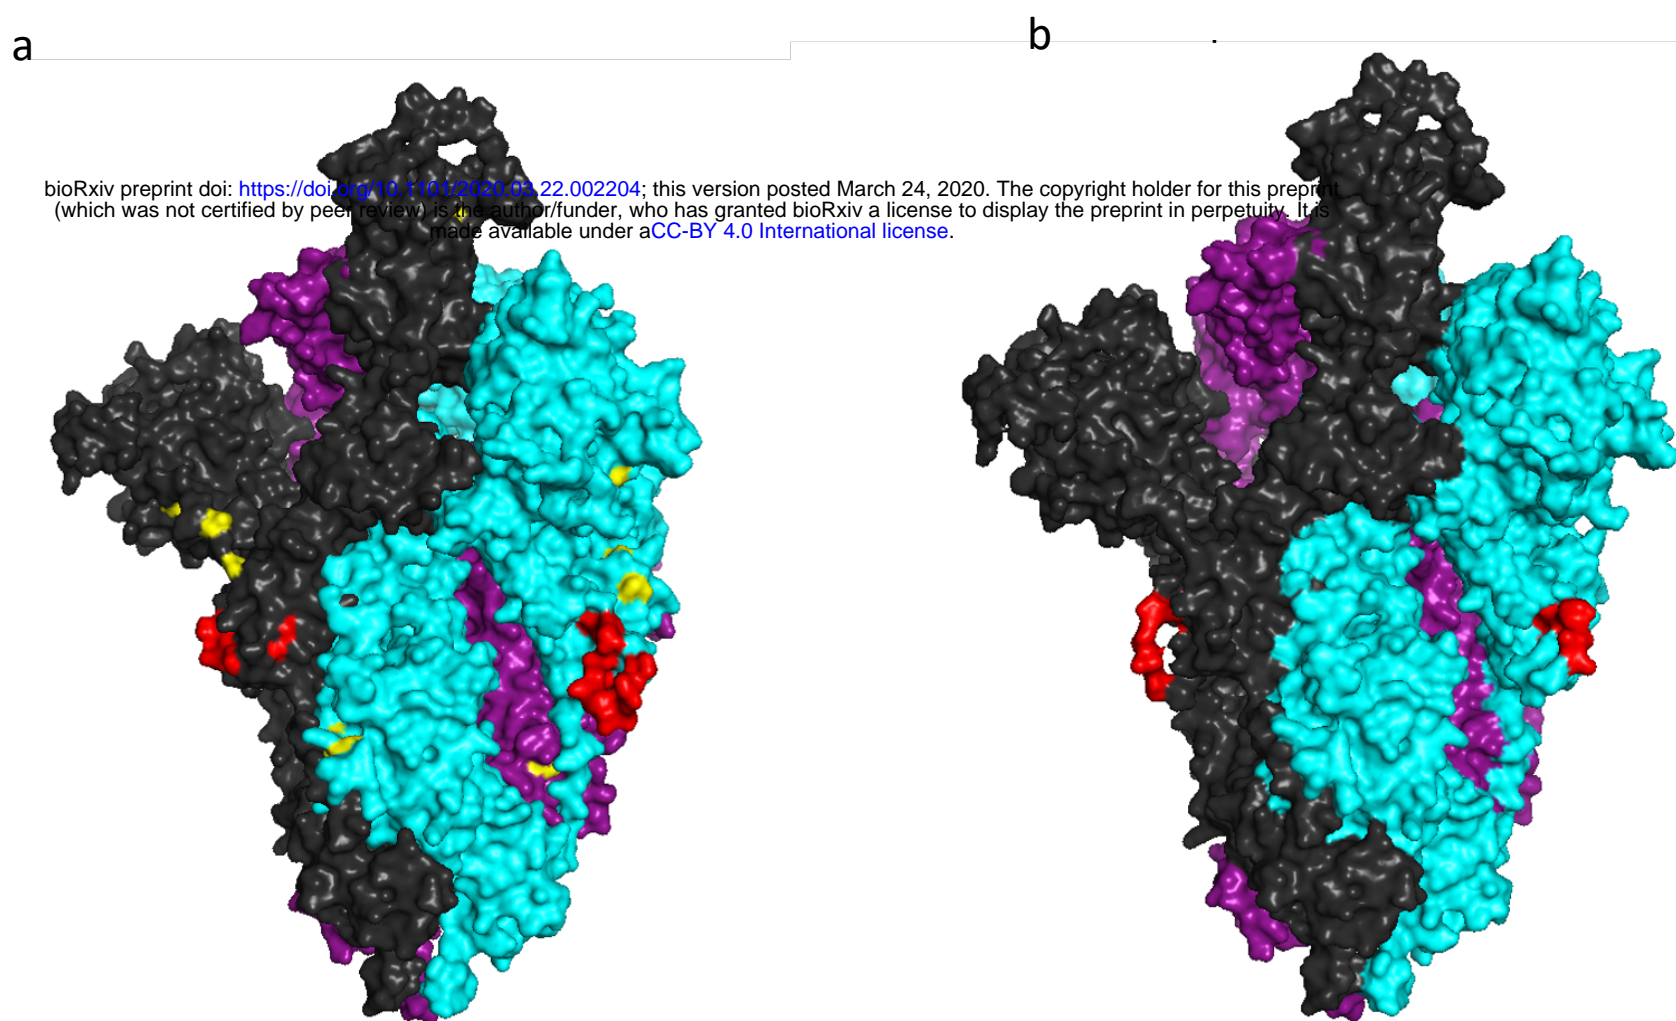 a
b
bioRxiv preprint doi: https://doi.org/10.1101/2020.03.22.002204; this version posted March 24, 2020. The copyright holder for this preprint
(which was not certified by peer review) is the author/funder, who has granted bioRxiv a license to display the preprint in perpetuity. It is
made available under aCC-BY 4.0 International license.